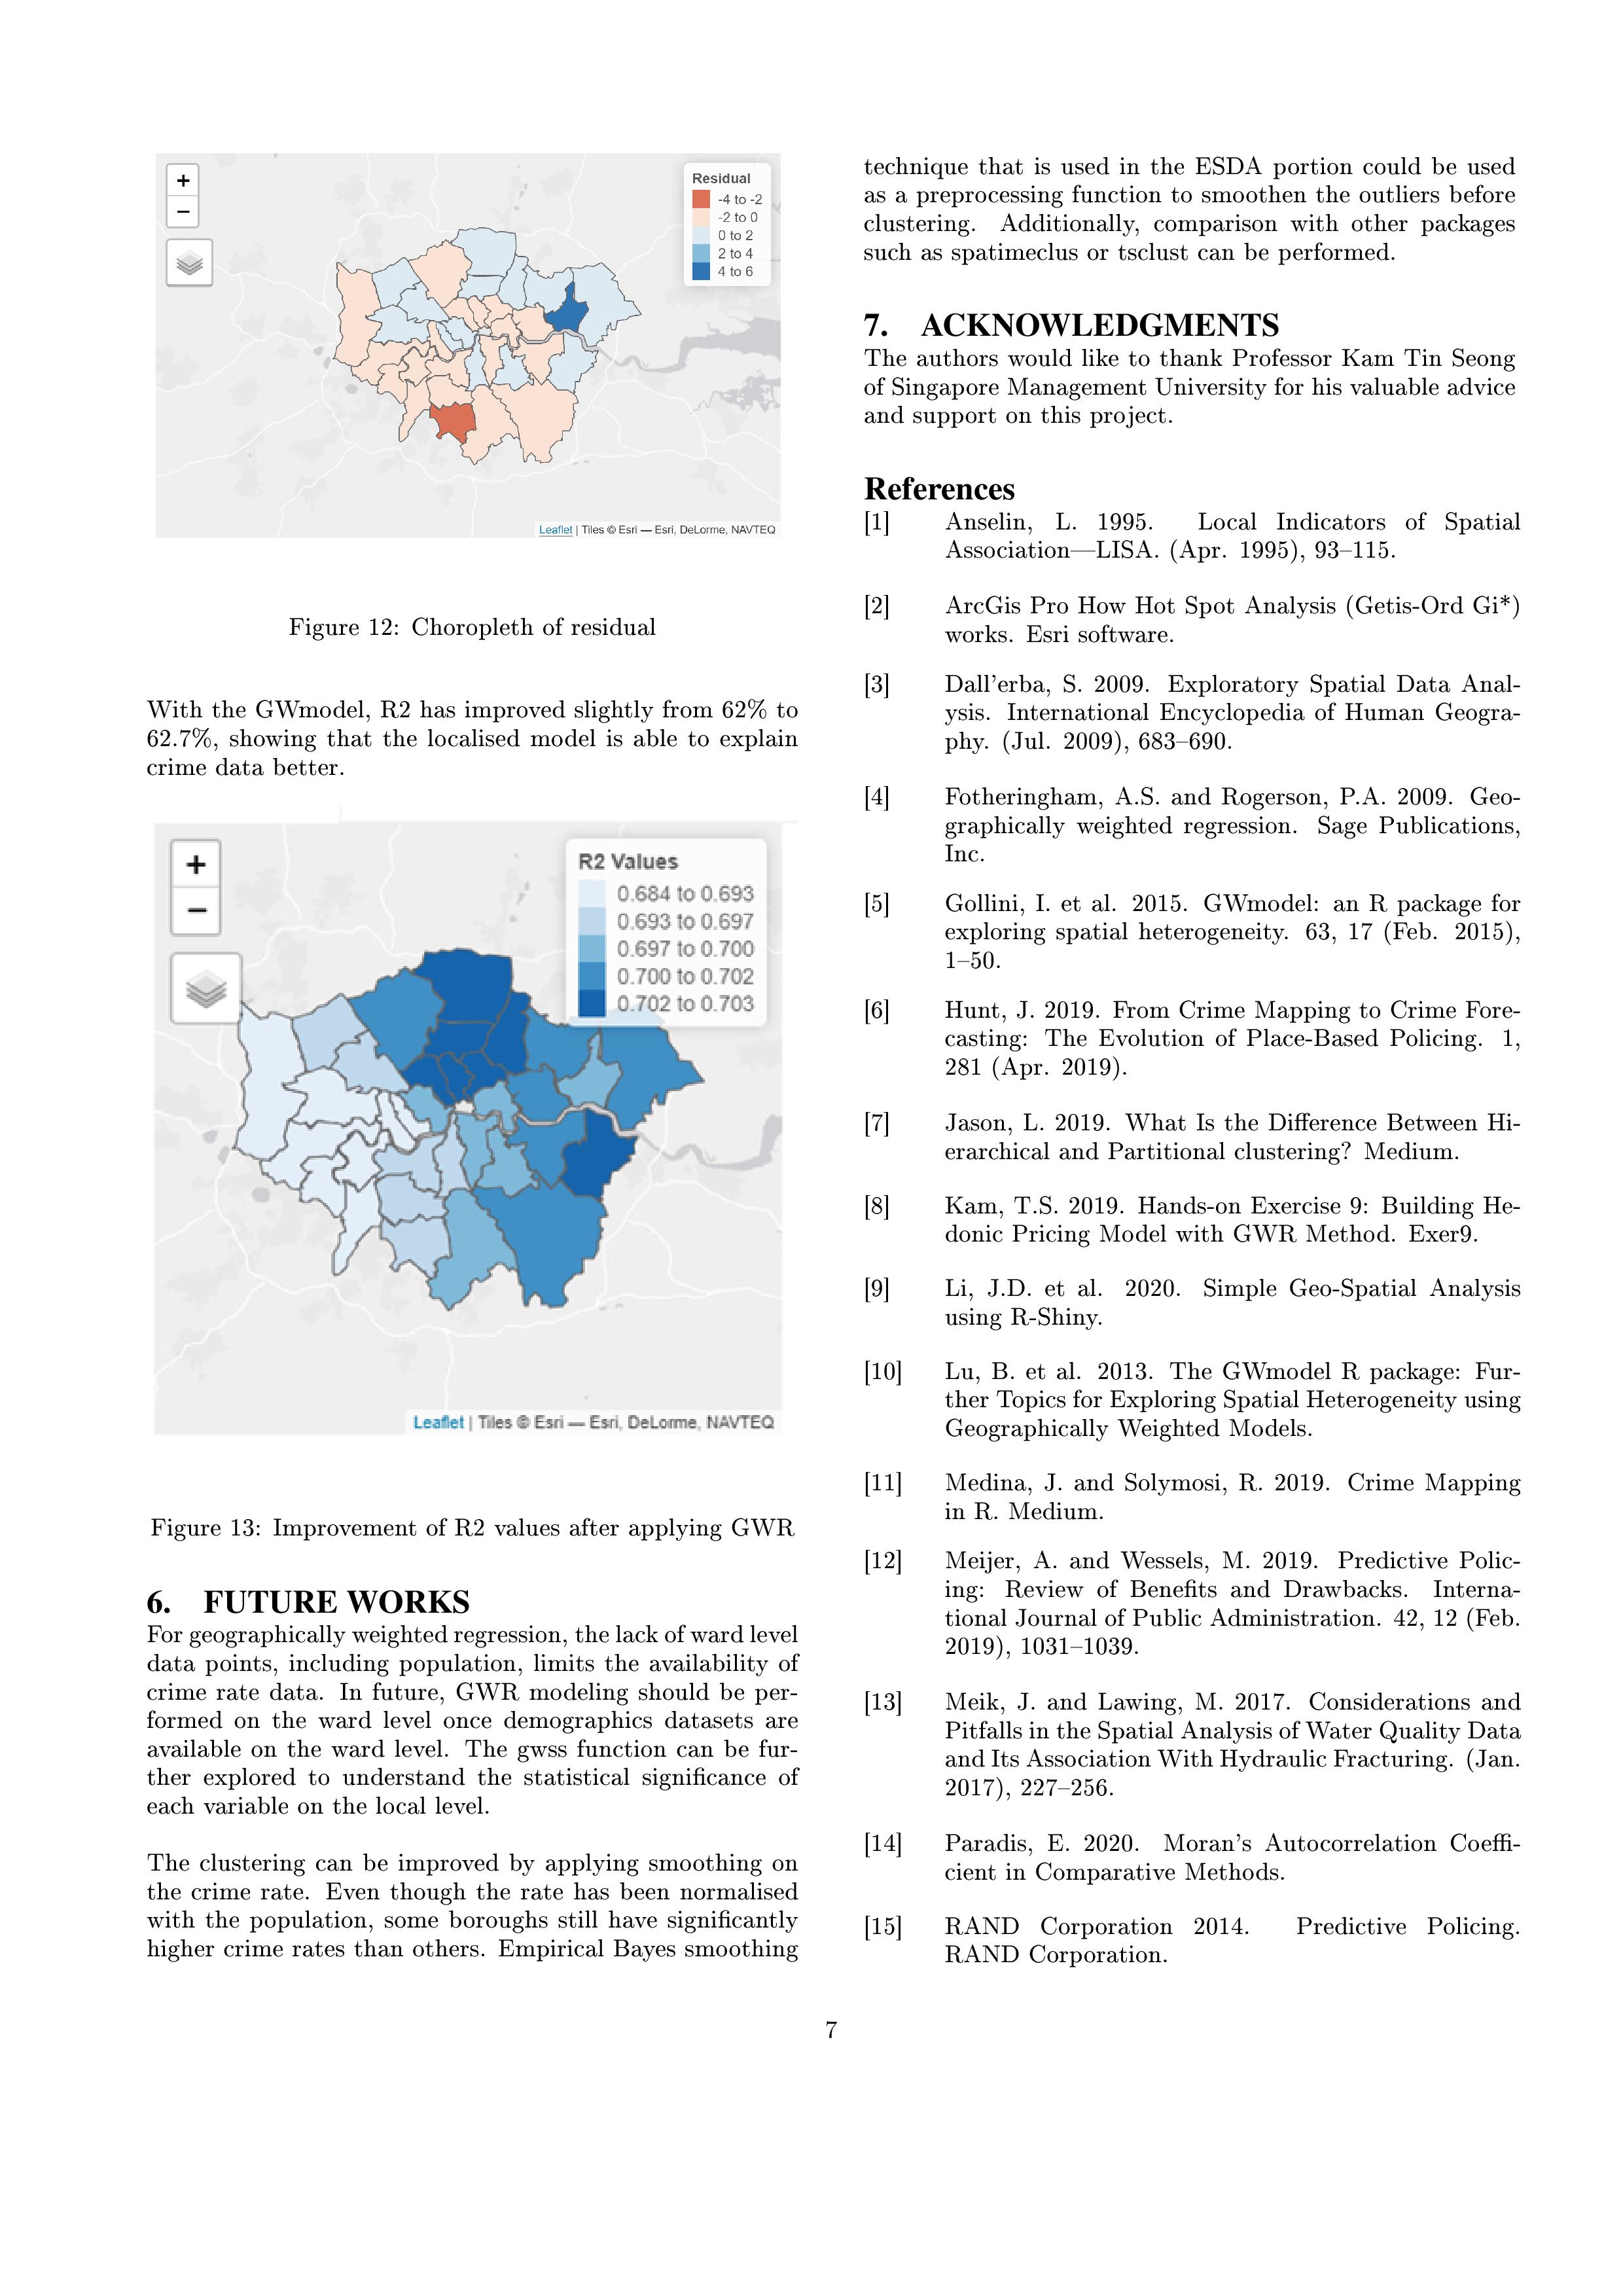 +
−
Residual
-4 to -2
-2 to 0
0 to 2
2 to 4
4 to 6
Leaflet | Tiles © Esri — Esri, DeLorme, NAVTEQ
Figure 12: Choropleth of residual
With the GWmodel, R2 has improved slightly from 62% to
62.7%, showing that the localised model is able to explain
crime data better.
+
−
R2 Values
0.684 to 0.693
0.693 to 0.697
0.697 to 0.700
0.700 to 0.702
0.702 to 0.703
Leaflet | Tiles © Esri — Esri, DeLorme, NAVTEQ
Figure 13: Improvement of R2 values after applying GWR
6. FUTURE WORKS
For geographically weighted regression, the lack of ward level
data points, including population, limits the availability of
crime rate data. In future, GWR modeling should be per-
formed on the ward level once demographics datasets are
available on the ward level. The gwss function can be fur-
ther explored to understand the statistical significance of
each variable on the local level.
The clustering can be improved by applying smoothing on
the crime rate. Even though the rate has been normalised
with the population, some boroughs still have significantly
higher crime rates than others. Empirical Bayes smoothing
technique that is used in the ESDA portion could be used
as a preprocessing function to smoothen the outliers before
clustering. Additionally, comparison with other packages
such as spatimeclus or tsclust can be performed.
7. ACKNOWLEDGMENTS
The authors would like to thank Professor Kam Tin Seong
of Singapore Management University for his valuable advice
and support on this project.
References
[1] Anselin, L. 1995. Local Indicators of Spatial
Association—LISA. (Apr. 1995), 93–115.
[2] ArcGis Pro How Hot Spot Analysis (Getis-Ord Gi*)
works. Esri software.
[3] Dall'erba, S. 2009. Exploratory Spatial Data Anal-
ysis. International Encyclopedia of Human Geogra-
phy. (Jul. 2009), 683–690.
[4] Fotheringham, A.S. and Rogerson, P.A. 2009. Geo-
graphically weighted regression. Sage Publications,
Inc.
[5] Gollini, I. et al. 2015. GWmodel: an R package for
exploring spatial heterogeneity. 63, 17 (Feb. 2015),
1–50.
[6] Hunt, J. 2019. From Crime Mapping to Crime Fore-
casting: The Evolution of Place-Based Policing. 1,
281 (Apr. 2019).
[7] Jason, L. 2019. What Is the Difference Between Hi-
erarchical and Partitional clustering? Medium.
[8] Kam, T.S. 2019. Hands-on Exercise 9: Building He-
donic Pricing Model with GWR Method. Exer9.
[9] Li, J.D. et al. 2020. Simple Geo-Spatial Analysis
using R-Shiny.
[10] Lu, B. et al. 2013. The GWmodel R package: Fur-
ther Topics for Exploring Spatial Heterogeneity using
Geographically Weighted Models.
[11] Medina, J. and Solymosi, R. 2019. Crime Mapping
in R. Medium.
[12] Meijer, A. and Wessels, M. 2019. Predictive Polic-
ing: Review of Benefits and Drawbacks. Interna-
tional Journal of Public Administration. 42, 12 (Feb.
2019), 1031–1039.
[13] Meik, J. and Lawing, M. 2017. Considerations and
Pitfalls in the Spatial Analysis of Water Quality Data
and Its Association With Hydraulic Fracturing. (Jan.
2017), 227–256.
[14] Paradis, E. 2020. Moran's Autocorrelation Coeffi-
cient in Comparative Methods.
[15] RAND Corporation 2014. Predictive Policing.
RAND Corporation.
7